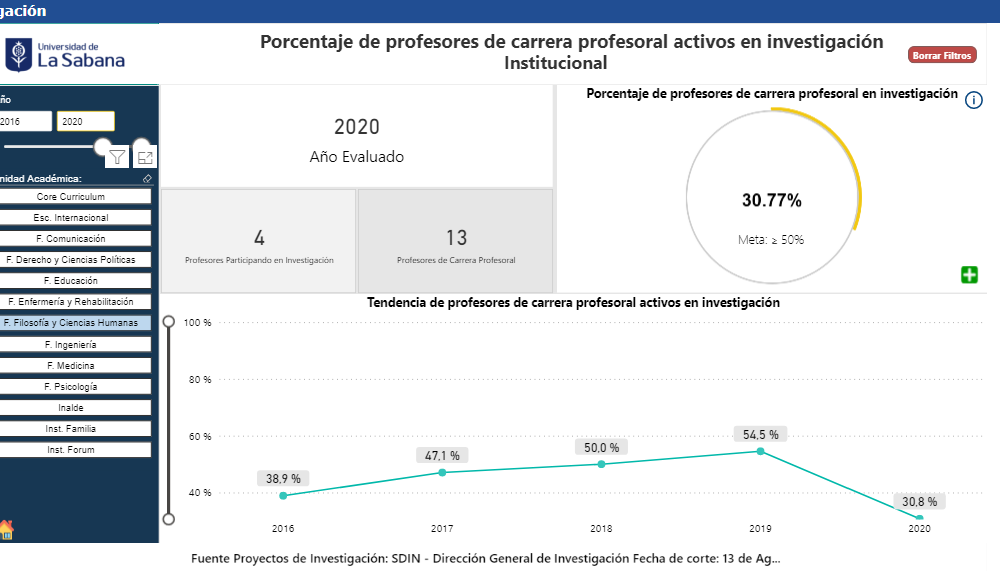 gación
Universidad de
La Sabana
Porcentaje de profesores de carrera profesoral activos en investigación
Institucional
Borrar Filtros
ño
2016
2020
nidad Académica:
Core Curriculum
Esc. Internacional
F. Comunicación
F. Derecho y Ciencias Políticas
F. Educación
F. Enfermería y Rehabilitación
F. Filosofía y Ciencias Humanas
F. Ingeniería
F. Medicina
F. Psicología
Inalde
Inst. Familia
Inst. Forum
2020
Año Evaluado
4
Profesores Participando en Investigación
13
Profesores de Carrera Profesoral
Porcentaje de profesores de carrera profesoral en investigación
30.77%
Meta: ≥ 50%
Tendencia de profesores de carrera profesoral activos en investigación
100 %
80 %
60 %
40 %
38,9 %
47,1 %
50,0 %
54,5 %
30,8 %
2016
2017
2018
2019
2020
Fuente Proyectos de Investigación: SDIN - Dirección General de Investigación Fecha de corte: 13 de Ag...